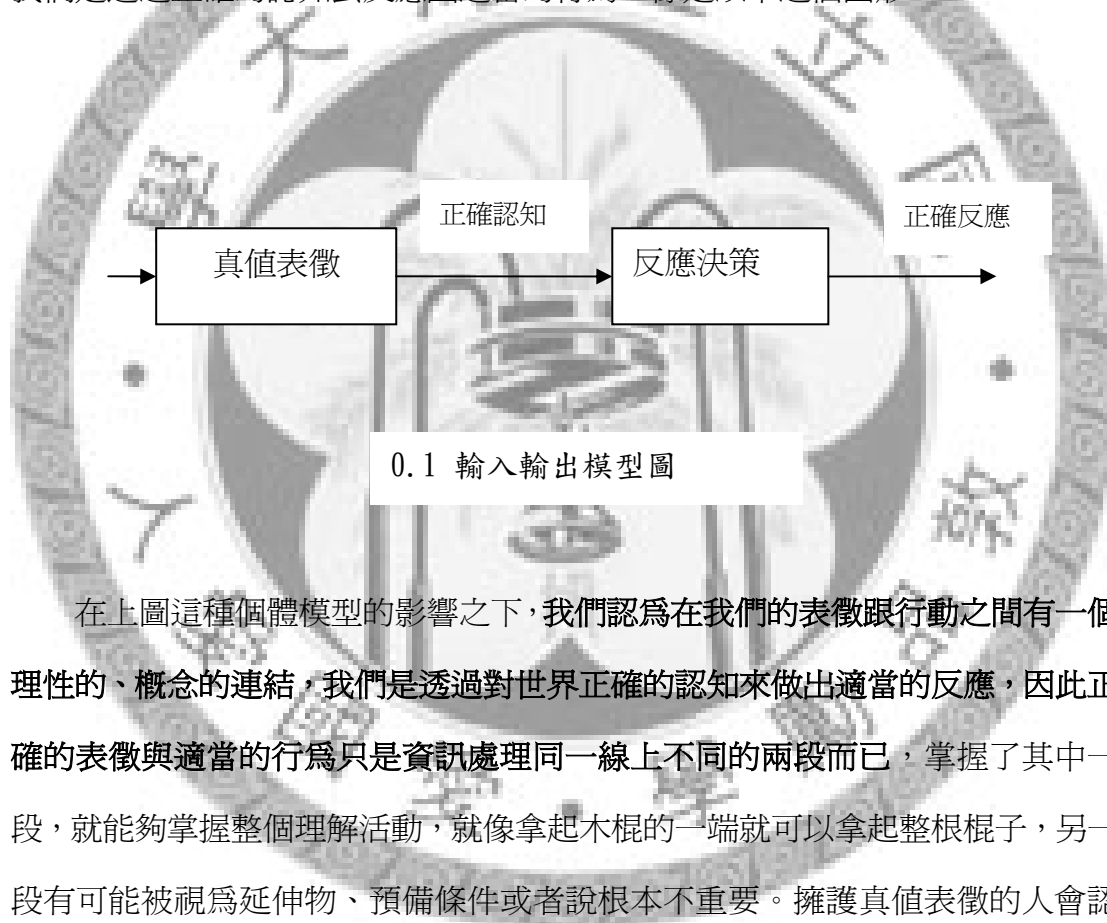 正確認知
正確反應
真值表徵
反應決策
0.1 輸入輸出模型圖
在上圖這種個體模型的影響之下，我們認爲在我們的表徵跟行動之間有一個
理性的、概念的連結，我們是透過對世界正確的認知來做出適當的反應，因此正
確的表徵與適當的行爲只是資訊處理同一線上不同的兩段而已，掌握了其中一
段，就能夠掌握整個理解活動，就像拿起木棍的一端就可以拿起整根棍子，另一
段有可能被視爲延伸物、預備條件或者說根本不重要。擁護真值表徵的人會認